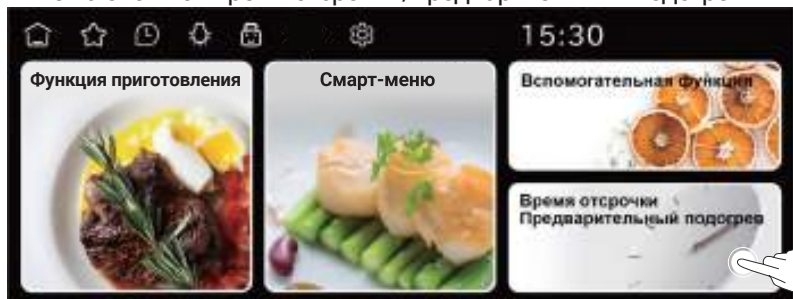 15:30
Функция приготовления
Смарт-меню
Вспомогательная функция
Время отсрочки
Предварительный подогрев